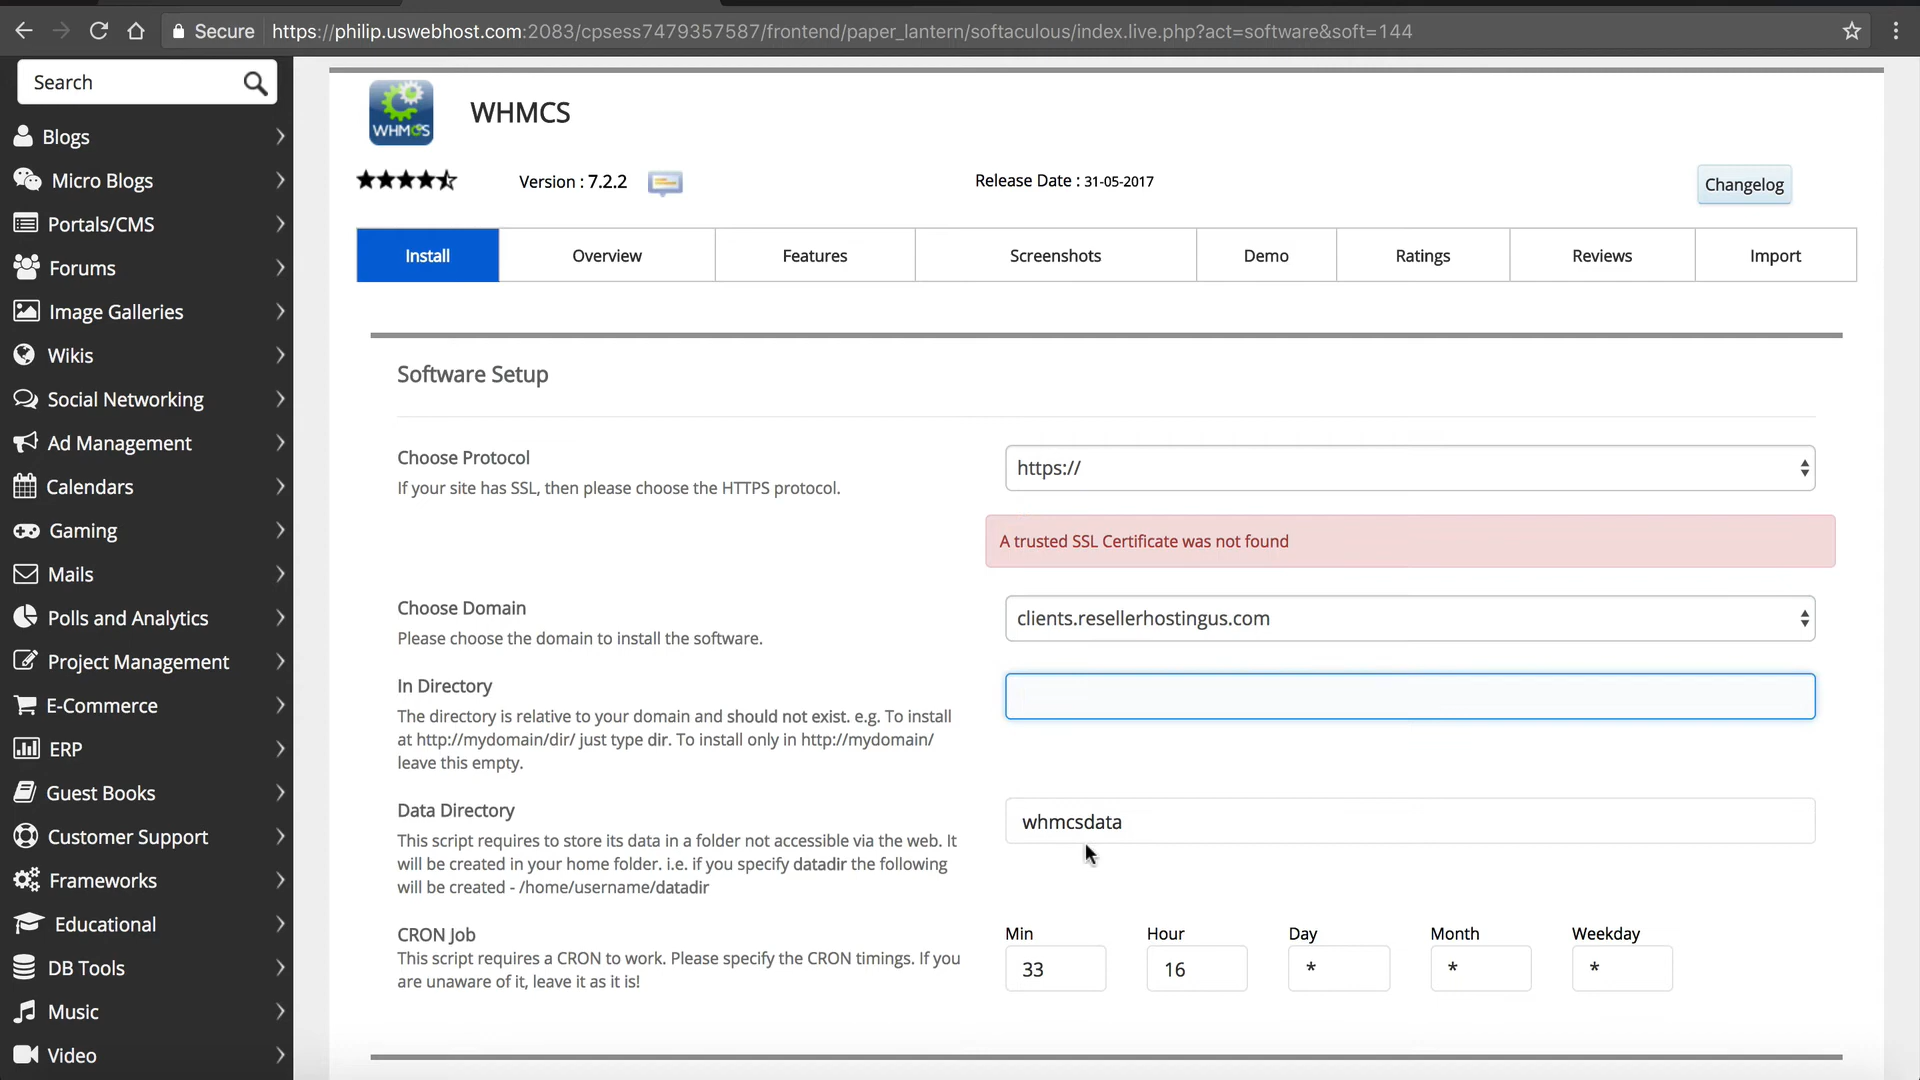 Secure
https://philip.uswebhost.com:2083/cpsess7479357587/frontend/paper_lantern/softaculous/index.live.php?act=software&soft=144
Search
Blogs
Micro Blogs
Portals/CMS
Forums
Image Galleries
Wikis
Social Networking
Ad Management
Calendars
Gaming
Mails
Polls and Analytics
Project Management
E-Commerce
ERP
Guest Books
Customer Support
Frameworks
Educational
DB Tools
Music
Video
WHMCS
WHMCS
Version : 7.2.2
Release Date : 31-05-2017
Changelog
Install
Overview
Features
Screenshots
Demo
Ratings
Reviews
Import
Software Setup
Choose Protocol
If your site has SSL, then please choose the HTTPS protocol.
https://
A trusted SSL Certificate was not found
Choose Domain
Please choose the domain to install the software.
clients.resellerhostingus.com
In Directory
The directory is relative to your domain and should not exist. e.g. To install
at http://mydomain/dir/ just type dir. To install only in http://mydomain/
leave this empty.
Data Directory
This script requires to store its data in a folder not accessible via the web. It
will be created in your home folder. i.e. if you specify datadir the following
will be created - /home/username/datadir
whmcsdata
CRON Job
This script requires a CRON to work. Please specify the CRON timings. If you
are unaware of it, leave it as it is!
Min Hour Day Month Weekday
33 16 * * *